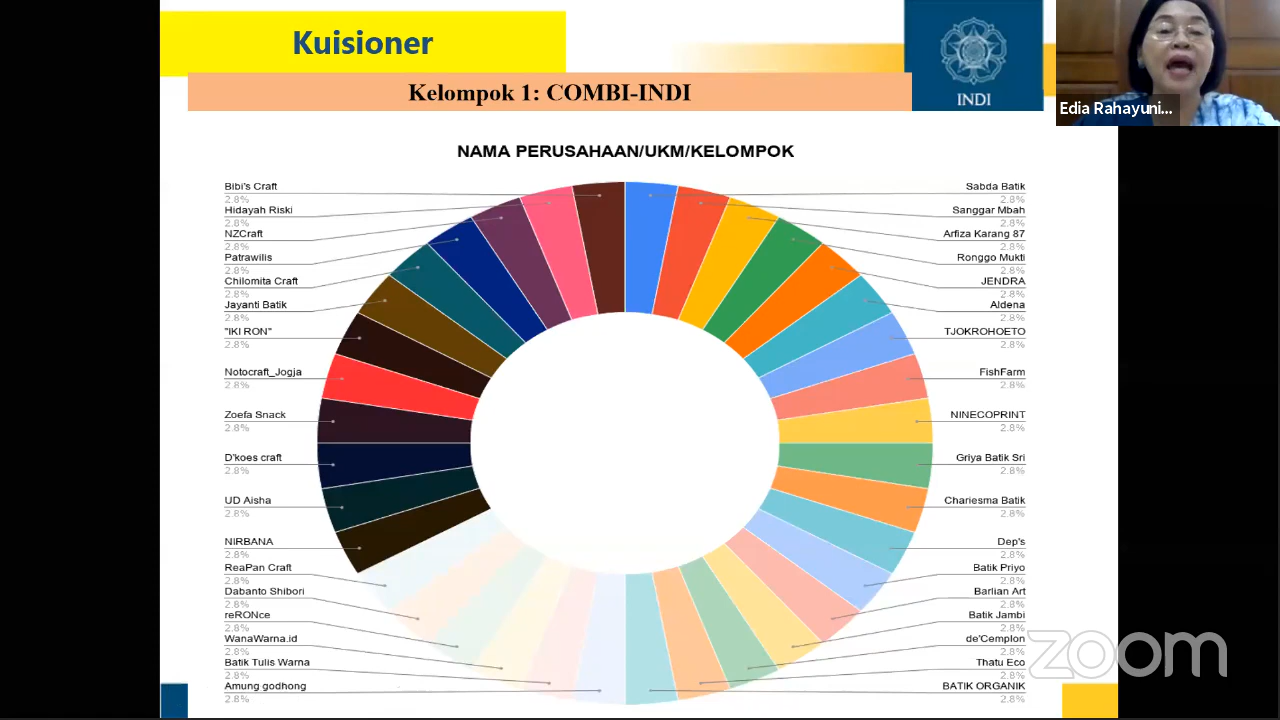 Kuisioner
Kelompok 1: COMBI-INDI
INDI
Edia Rahayuni...
NAMA PERUSAHAAN/UKM/KELOMPOK
Bibi's Craft
2.8%
Hidayah Riski
2.8%
NZCraft
2.8%
Patrawilis
2.8%
Chilomita Craft
2.8%
Jayanti Batik
2.8%
"IKI RON"
2.8%
Notocraft_Jogja
2.8%
Zoefa Snack
2.8%
D'koes craft
2.8%
UD Aisha
2.8%
NiRBANA
2.8%
ReaPan Craft
2.8%
Dabanto Shibori
2.8%
reRONce
2.8%
WanaWarna.id
2.8%
Batik Tulis Warna
2.8%
Amung godhong
2.8%
Sabda Batik
2.8%
Sanggar Mbah
2.8%
Arfiza Karang 87
2.8%
Ronggo Mukti
2.8%
JENDRA
2.8%
Aldena
2.8%
TJOKROHOETO
2.8%
FishFarm
2.8%
NINECOPRINT
2.8%
Griya Batik Sri
2.8%
Chariesma Batik
2.8%
Dep's
2.8%
Batik Priyo
2.8%
Barlian Art
2.8%
Batik Jambi
2.8%
de'Cemplon
2.8%
Thatu Eco
2.8%
BATIK ORGANIK
2.8%
zoom